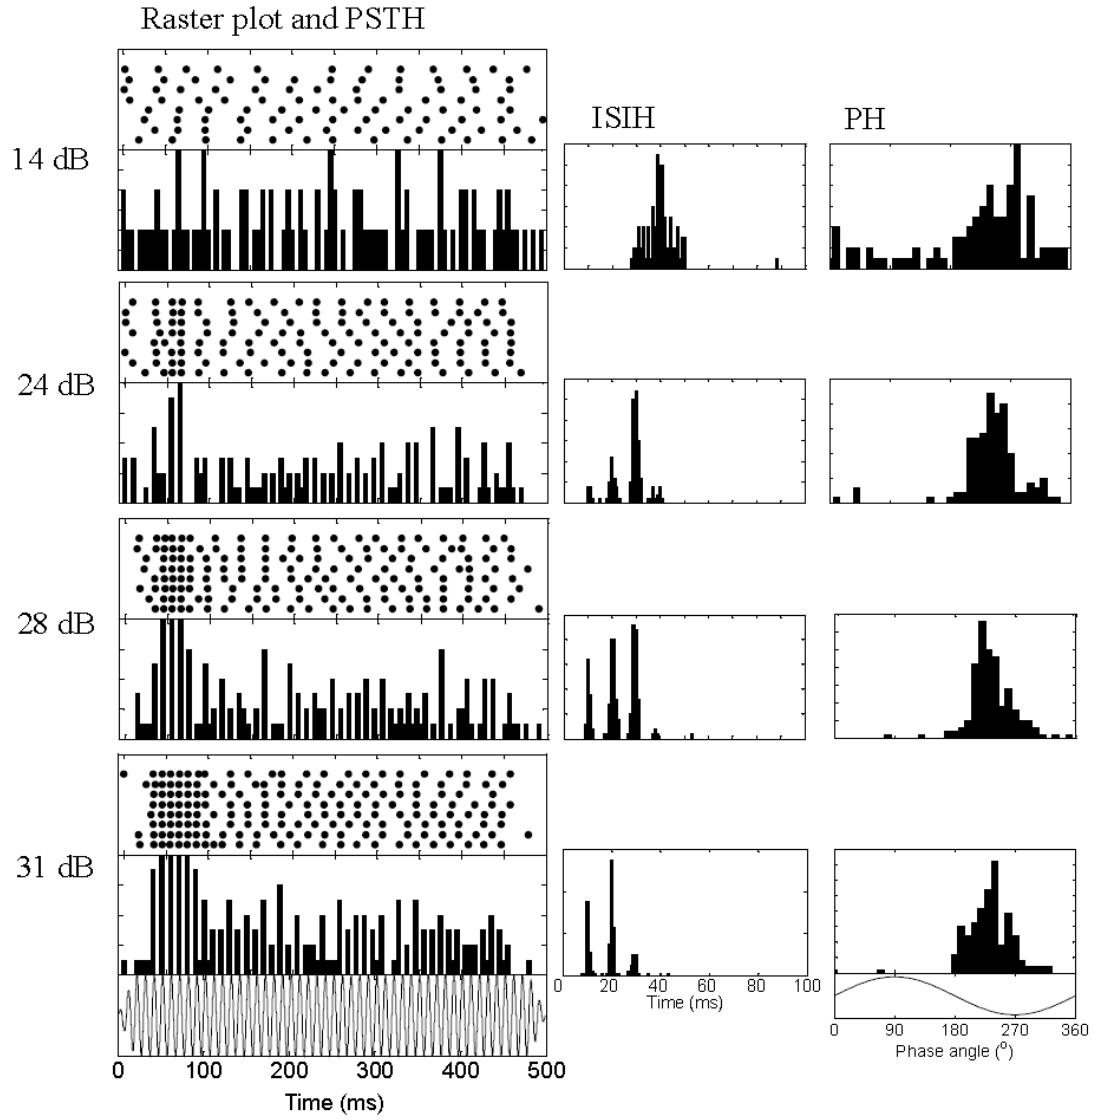 Raster plot and PSTH
ISIH
PH
14 dB
24 dB
28 dB
31 dB
0 20 40 60 80 100
Time (ms)
0 90 180 270 360
Phase angle (o)
0 100 200 300 400 500
Time (ms)